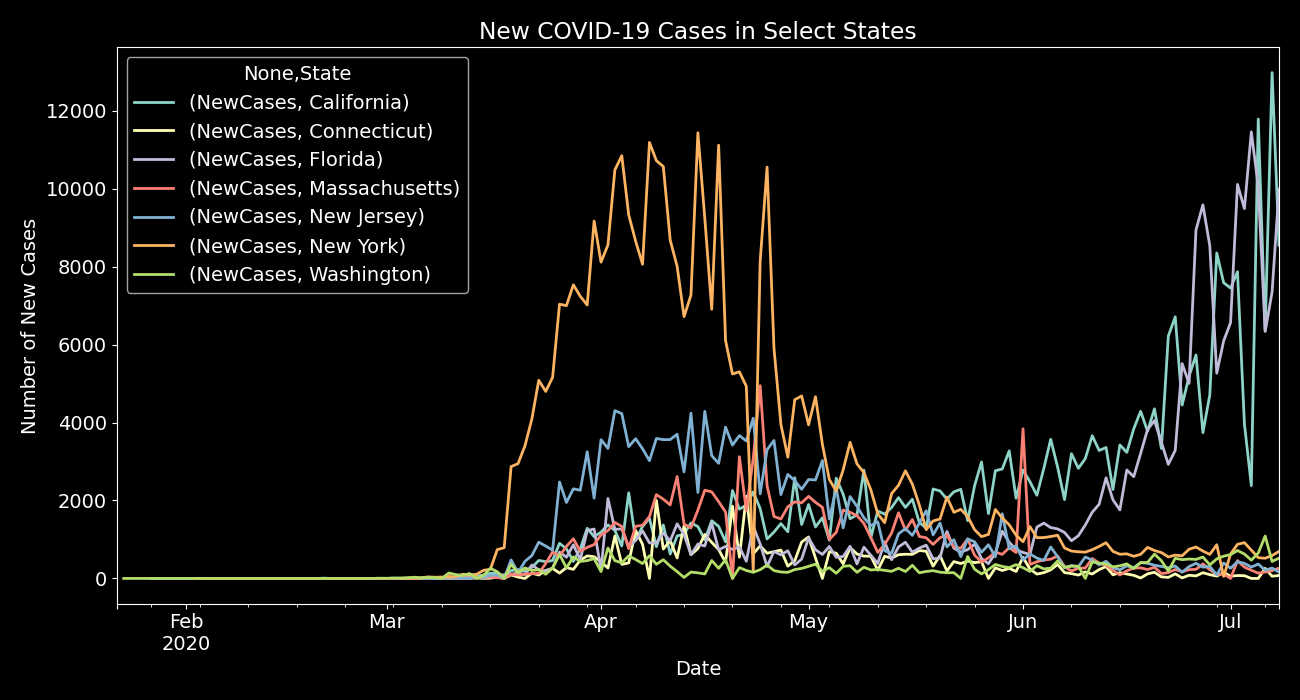 New COVID-19 Cases in Select States
None,State
(NewCases, California)
(NewCases, Connecticut)
(NewCases, Florida)
(NewCases, Massachusetts)
(NewCases, New Jersey)
(NewCases, New York)
(NewCases, Washington)
Number of New Cases
12000
10000
8000
6000
4000
2000
0
Feb
2020
Mar
Apr
May
Jun
Jul
Date